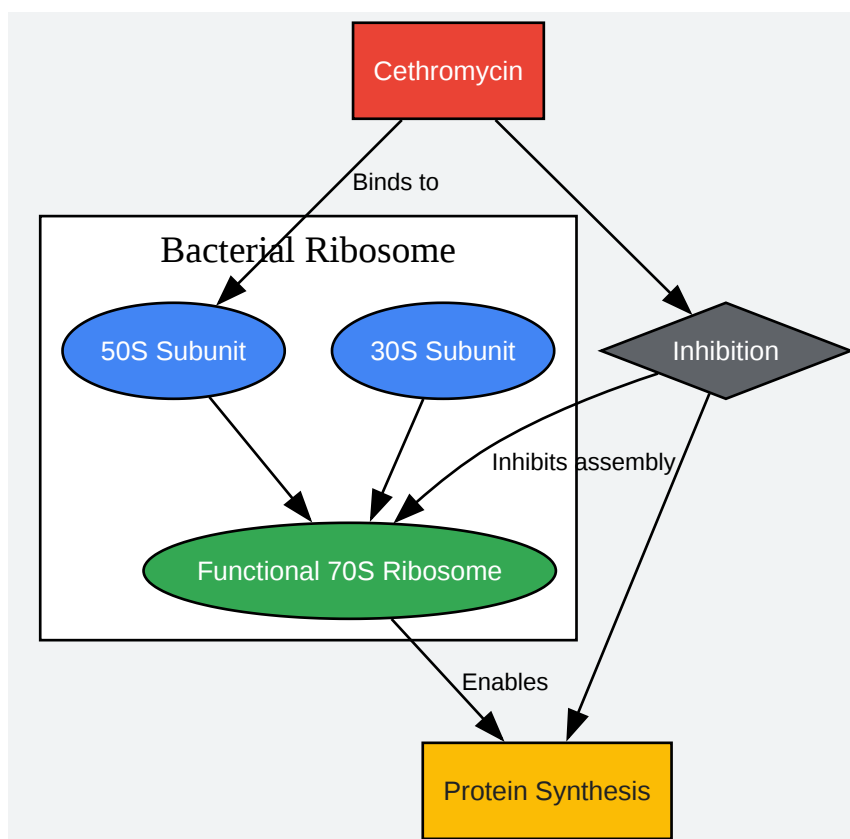 Cethromycin
Binds to
Bacterial Ribosome
50S Subunit
30S Subunit
Inhibition
Inhibits assembly
Functional 70S Ribosome
Enables
Protein Synthesis